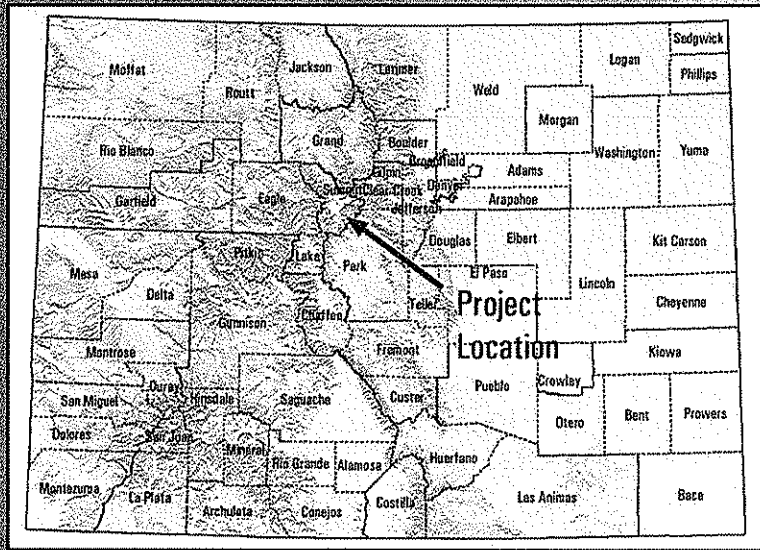 Moffat
Routt
Jackson
Larimer
Weld
Logan
Sedgwick
Phillips
Morgan
Grand
Boulder
Rio Blanco
Broomfield
Washington
Yuma
Gilpin
Adams
Eagle
Summit
Clear Creek
Denver
Garfield
Jefferson
Arapahoe
Douglas
Elbert
Kit Carson
Pitkin
Lake
Park
El Paso
Mesa
Lincoln
Delta
Teller
Cheyenne
Project
Location
Gunnison
Chaffee
Fremont
Kiowa
Montrose
Crowley
Ouray
San Miguel
Hinsdale
Saguache
Custer
Pueblo
Otero
Bent
Prowers
Dolores
San Juan
Mineral
Rio Grande
Alamosa
Huerfano
Montezuma
La Plata
Archuleta
Conejos
Costilla
Las Animas
Baca